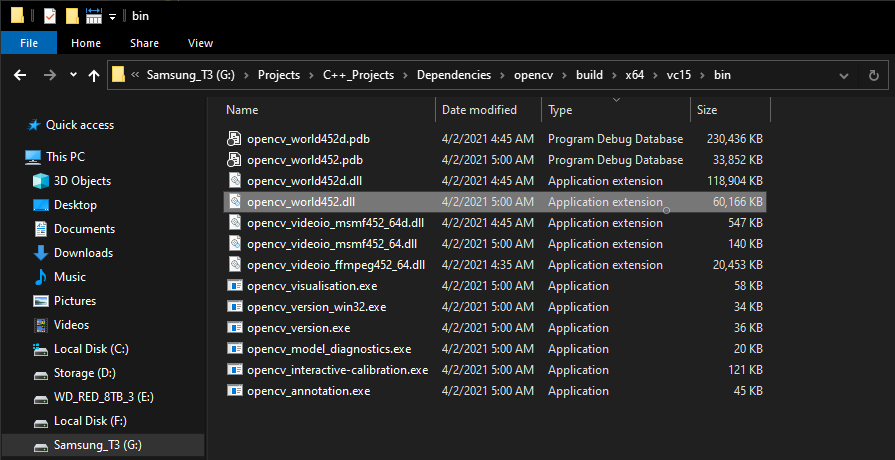 bin
File Home Share View
« Samsung_T3 (G:) › Projects › C++_Projects › Dependencies › opencv › build › x64 › vc15 › bin
Name Date modified Type Size
Quick access
This PC
3D Objects
Desktop
Documents
Downloads
Music
Pictures
Videos
Local Disk (C:)
Storage (D:)
WD_RED_8TB_3 (E:)
Local Disk (F:)
Samsung_T3 (G:)
opencv_world452d.pdb 4/2/2021 4:45 AM Program Debug Database 230,436 KB
opencv_world452.pdb 4/2/2021 5:00 AM Program Debug Database 33,852 KB
opencv_world452d.dll 4/2/2021 4:45 AM Application extension 118,904 KB
opencv_world452.dll 4/2/2021 5:00 AM Application extension 60,166 KB
opencv_videoio_msmf452_64d.dll 4/2/2021 4:45 AM Application extension 547 KB
opencv_videoio_msmf452_64.dll 4/2/2021 5:00 AM Application extension 140 KB
opencv_videoio_ffmpeg452_64.dll 4/2/2021 4:35 AM Application extension 20,453 KB
opencv_visualisation.exe 4/2/2021 5:00 AM Application 58 KB
opencv_version_win32.exe 4/2/2021 5:00 AM Application 34 KB
opencv_version.exe 4/2/2021 5:00 AM Application 36 KB
opencv_model_diagnostics.exe 4/2/2021 5:00 AM Application 20 KB
opencv_interactive-calibration.exe 4/2/2021 5:00 AM Application 121 KB
opencv_annotation.exe 4/2/2021 5:00 AM Application 45 KB